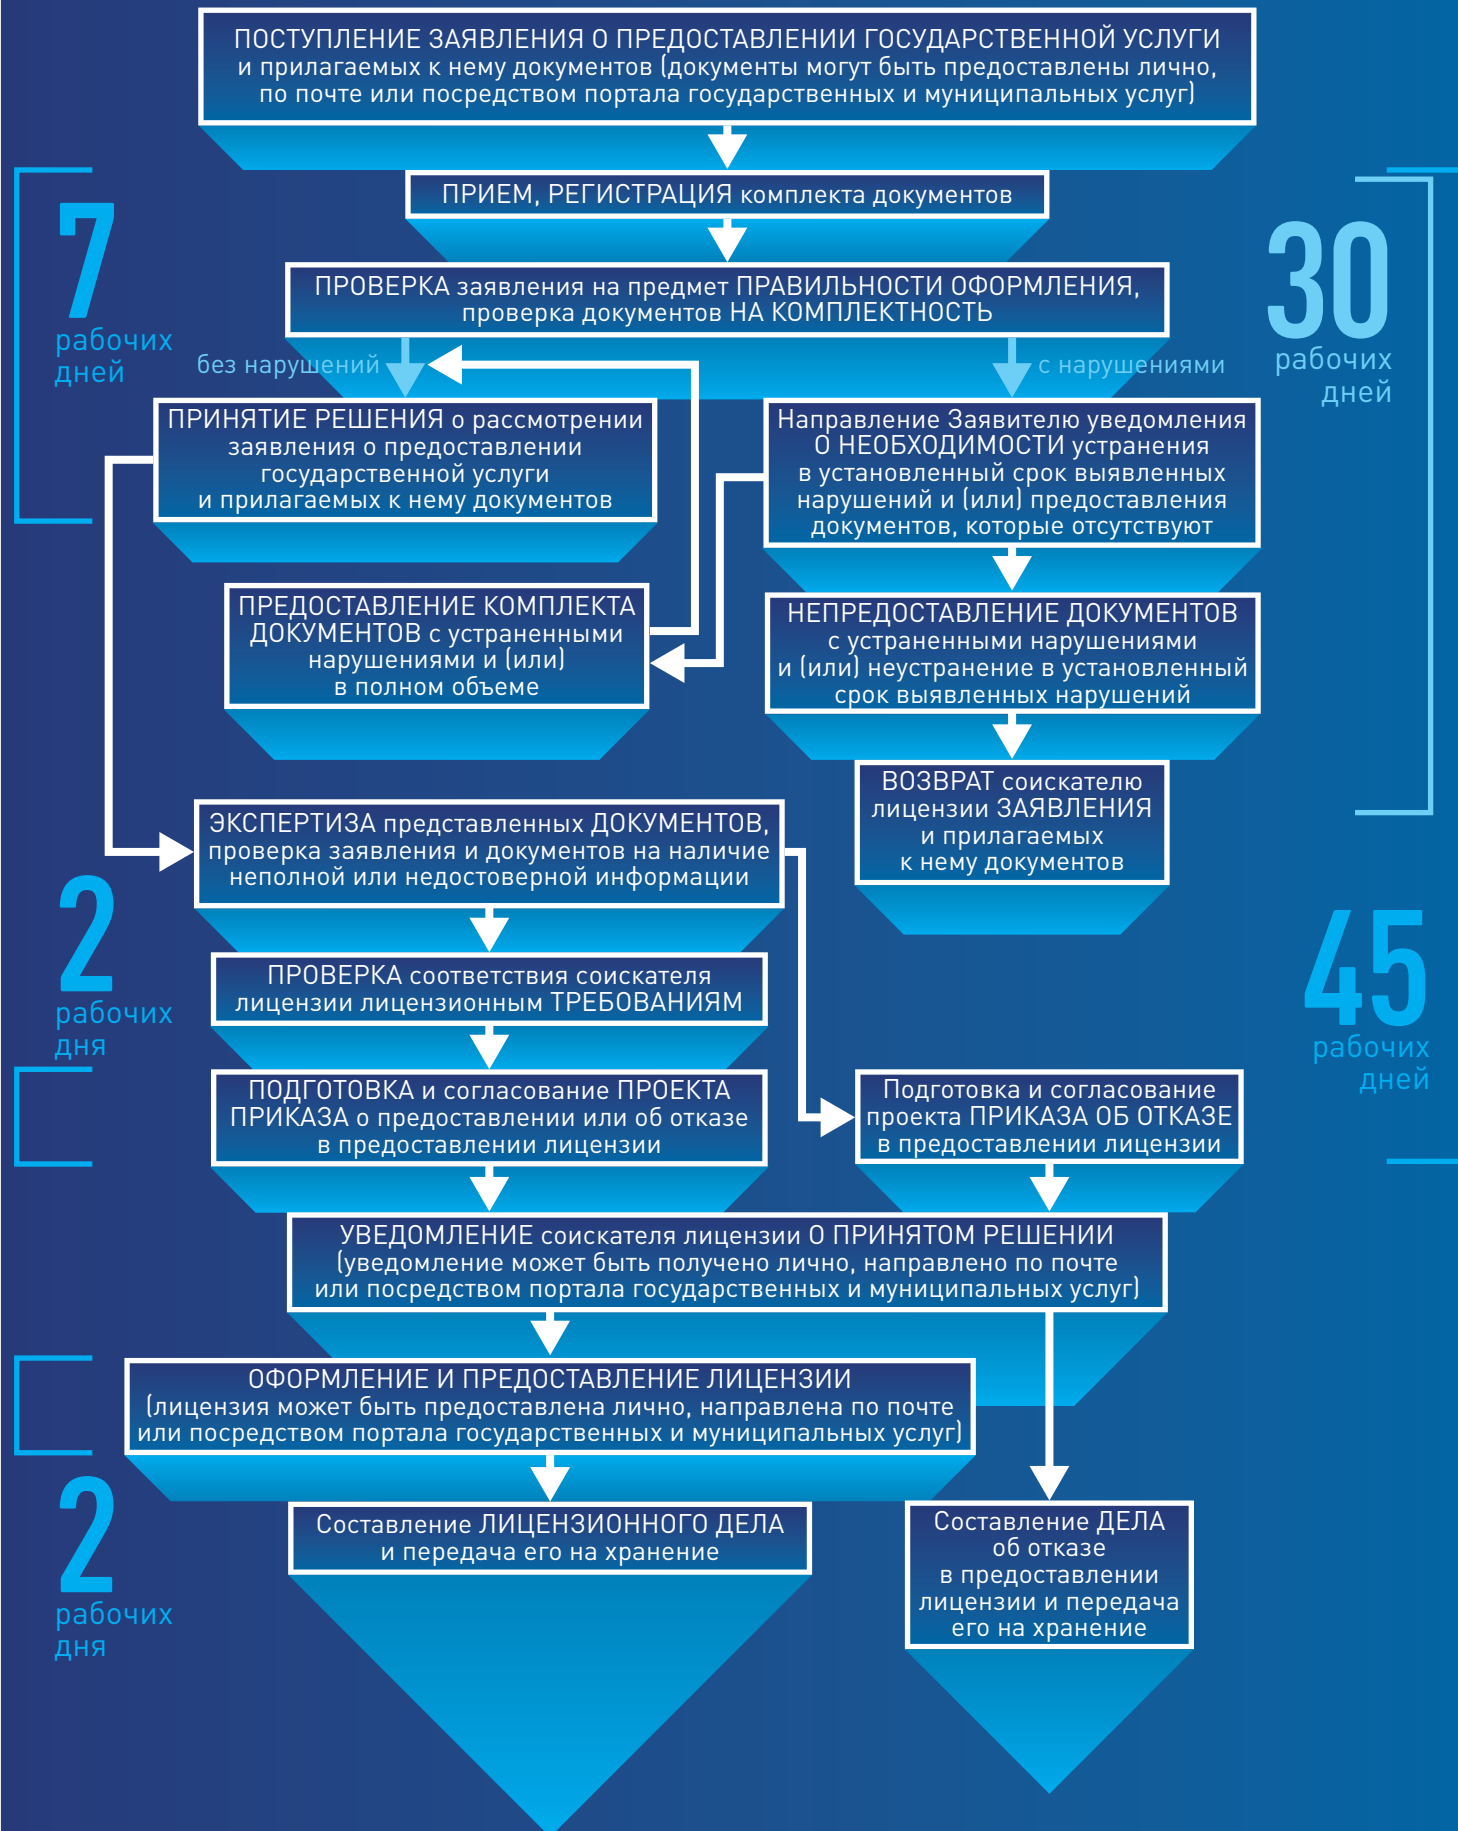 ПОСТУПЛЕНИЕ ЗАЯВЛЕНИЯ О ПРЕДОСТАВЛЕНИИ ГОСУДАРСТВЕННОЙ УСЛУГИ
и прилагаемых к нему документов (документы могут быть предоставлены лично,
по почте или посредством портала государственных и муниципальных услуг)
ПРИЕМ, РЕГИСТРАЦИЯ комплекта документов
7
рабочих
дней
30
рабочих
дней
ПРОВЕРКА заявления на предмет ПРАВИЛЬНОСТИ ОФОРМЛЕНИЯ,
проверка документов НА КОМПЛЕКТНОСТЬ
без нарушений
с нарушениями
ПРИНЯТИЕ РЕШЕНИЯ о рассмотрении
заявления о предоставлении
государственной услуги
и прилагаемых к нему документов
Направление Заявителю уведомления
О НЕОБХОДИМОСТИ устранения
в установленный срок выявленных
нарушений и (или) предоставления
документов, которые отсутствуют
ПРЕДОСТАВЛЕНИЕ КОМПЛЕКТА
ДОКУМЕНТОВ с устраненными
нарушениями и (или)
в полном объеме
НЕПРЕДОСТАВЛЕНИЕ ДОКУМЕНТОВ
с устраненными нарушениями
и (или) неустранение в установленный
срок выявленных нарушений
ВОЗВРАТ соискателю
лицензии ЗАЯВЛЕНИЯ
и прилагаемых
к нему документов
ЭКСПЕРТИЗА представленных ДОКУМЕНТОВ,
проверка заявления и документов на наличие
неполной или недостоверной информации
2
рабочих
дня
45
рабочих
дней
ПРОВЕРКА соответствия соискателя
лицензии лицензионным ТРЕБОВАНИЯМ
ПОДГОТОВКА и согласование ПРОЕКТА
ПРИКАЗА о предоставлении или об отказе
в предоставлении лицензии
Подготовка и согласование
проекта ПРИКАЗА ОБ ОТКАЗЕ
в предоставлении лицензии
УВЕДОМЛЕНИЕ соискателя лицензии О ПРИНЯТОМ РЕШЕНИИ
(уведомление может быть получено лично, направлено по почте
или посредством портала государственных и муниципальных услуг)
ОФОРМЛЕНИЕ И ПРЕДОСТАВЛЕНИЕ ЛИЦЕНЗИИ
(лицензия может быть предоставлена лично, направлена по почте
или посредством портала государственных и муниципальных услуг)
2
рабочих
дня
Составление ЛИЦЕНЗИОННОГО ДЕЛА
и передача его на хранение
Составление ДЕЛА
об отказе
в предоставлении
лицензии и передача
его на хранение